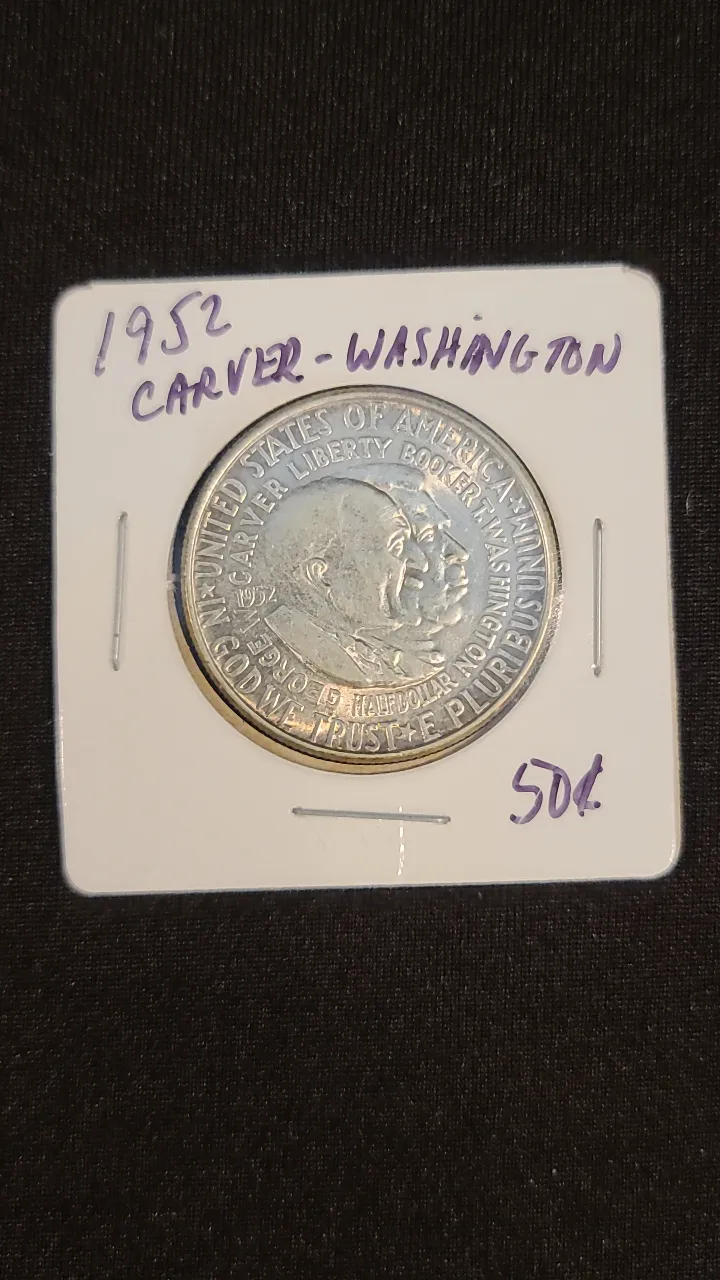 1952
CARVER-WASHINGTON
UNITED STATES OF AMERICA
★E PLURIBUS UNUM★
IN GOD WE TRUST★
GEORGE W. CARVER LIBERTY BOOKER T. WASHINGTON
1952
HALF DOLLAR
50¢